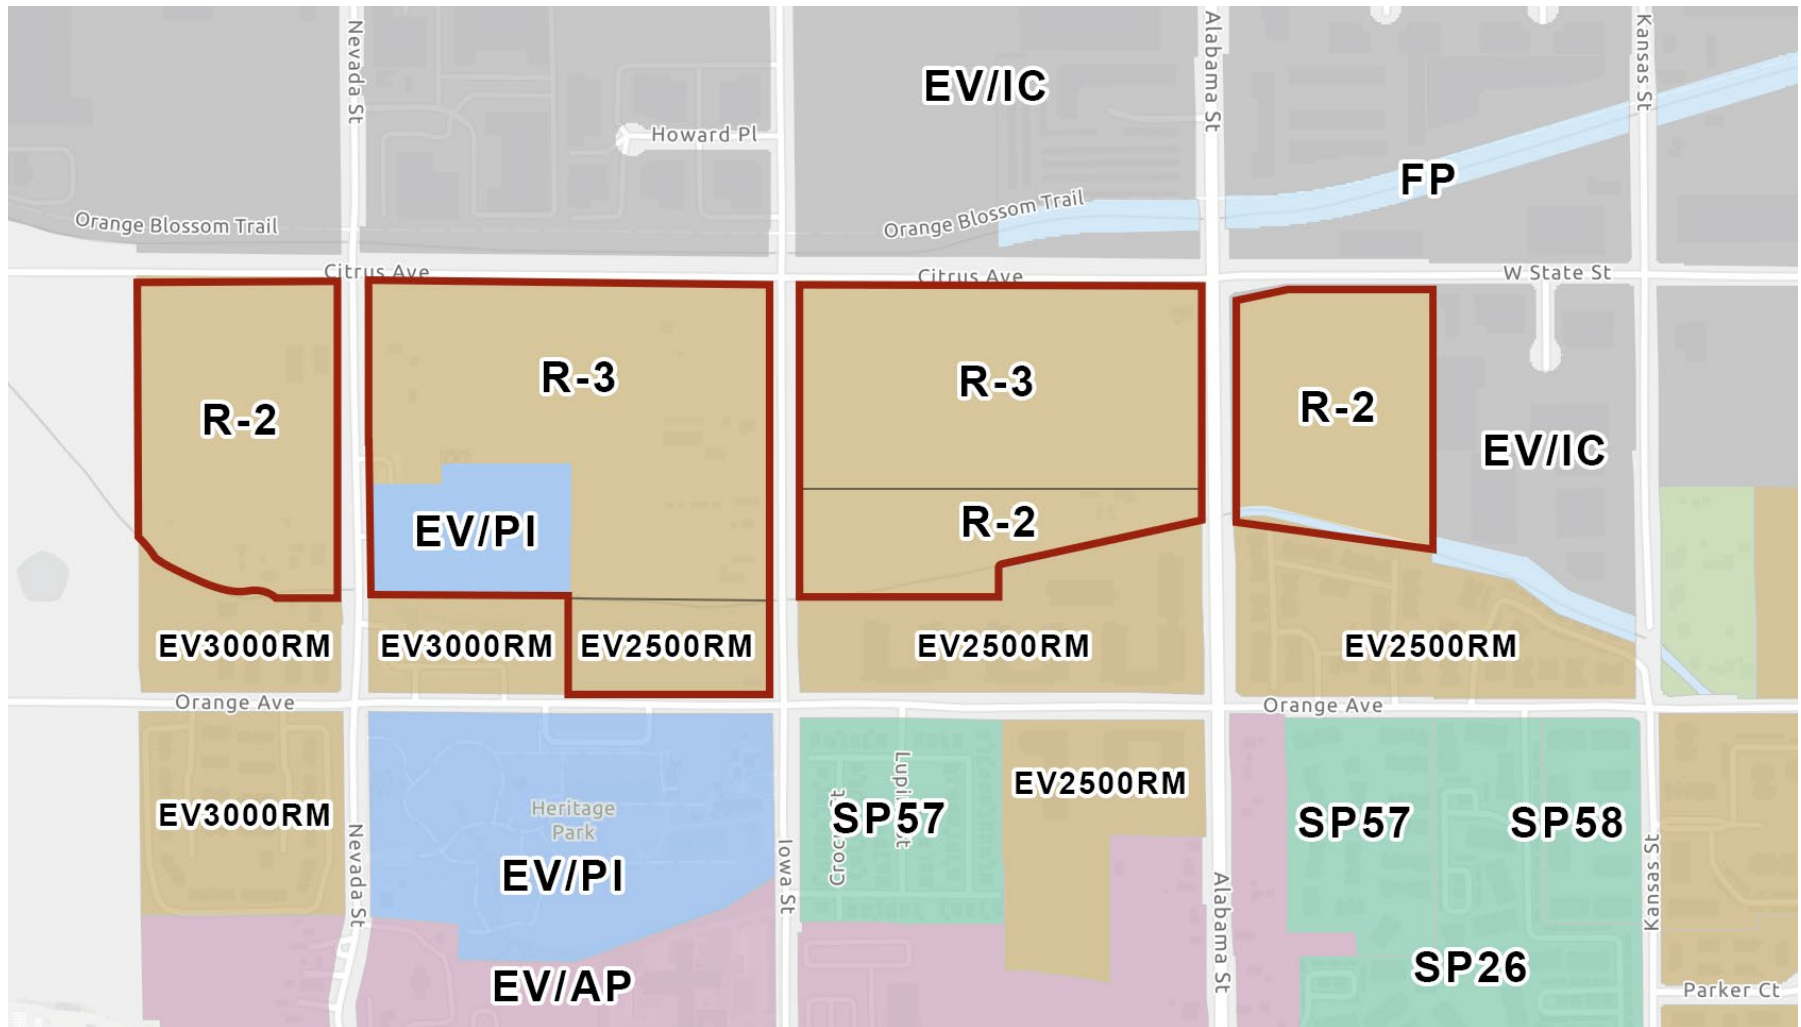 Nevada St
Alabama St
Kansas St
EV/IC
Howard Pl
FP
Orange Blossom Trail
Orange Blossom Trail
Citrus Ave
Citrus Ave
W State St
R-2
R-3
R-3
R-2
EV/IC
EV/PI
R-2
EV3000RM
EV3000RM
EV2500RM
EV2500RM
EV2500RM
Orange Ave
Orange Ave
EV3000RM
Heritage
Park
EV/PI
SP57
EV2500RM
SP57
SP58
Nevada St
Iowa St
Alabama St
Kansas St
EV/AP
SP26
Parker Ct